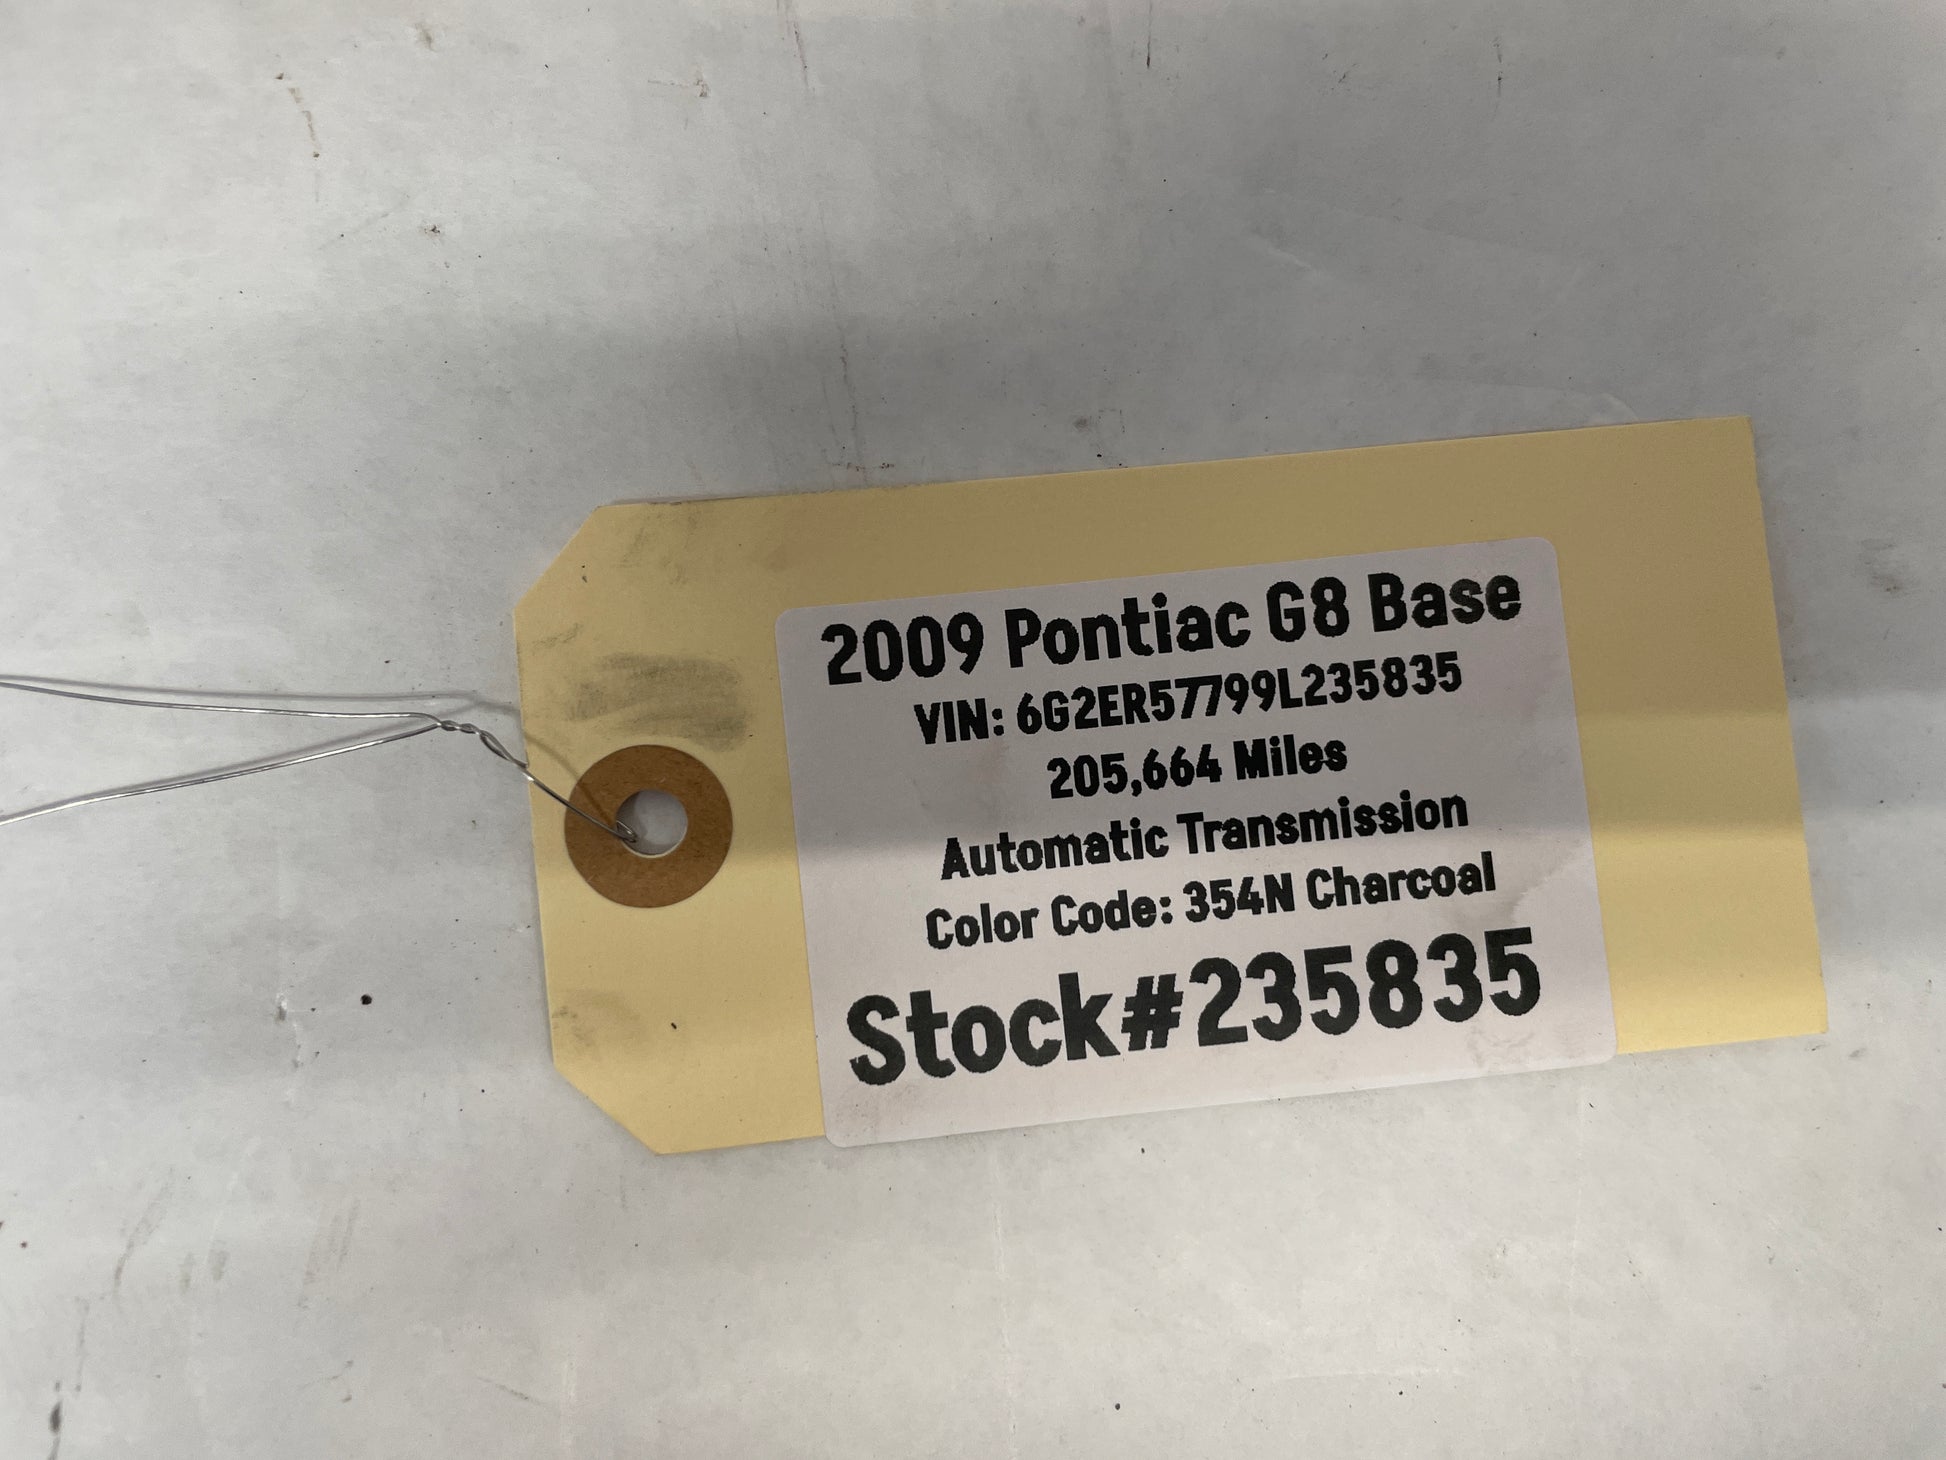 2009 Pontiac G8 Base
VIN: 6G2ER57799L235835
205,664 Miles
Automatic Transmission
Color Code: 354N Charcoal
Stock#235835